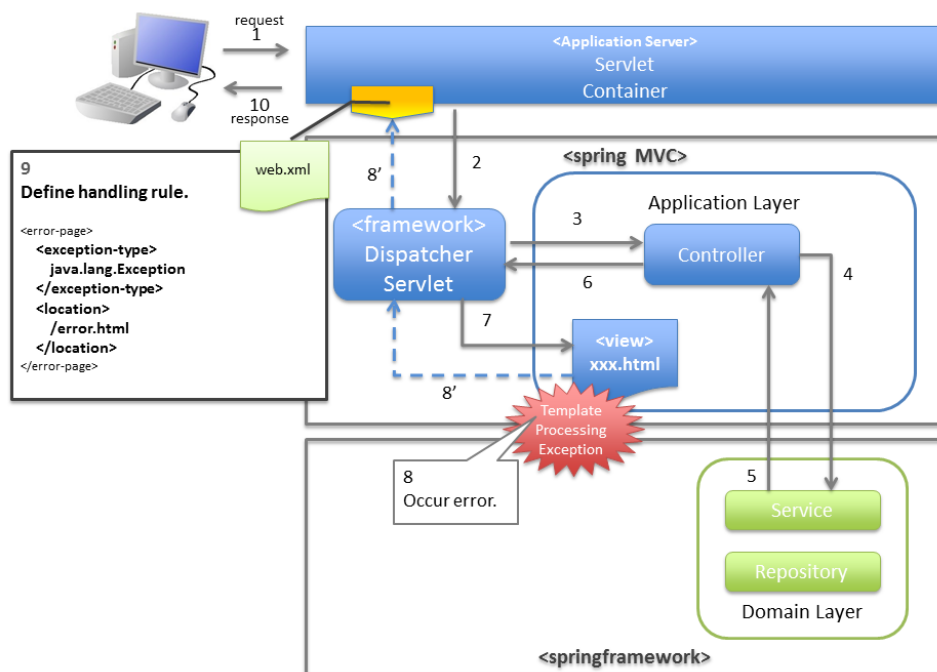 request
1
10
response
<Application Server>
Servlet
Container
web.xml
8’
2
<spring MVC>
9
Define handling rule.
<error-page>
<exception-type>
java.lang.Exception
</exception-type>
<location>
/error.html
</location>
</error-page>
<framework>
Dispatcher
Servlet
3
6
Application Layer
Controller
4
7
<view>
xxx.html
8’
Template
Processing
Exception
8
Occur error.
5
Service
Repository
Domain Layer
<springframework>